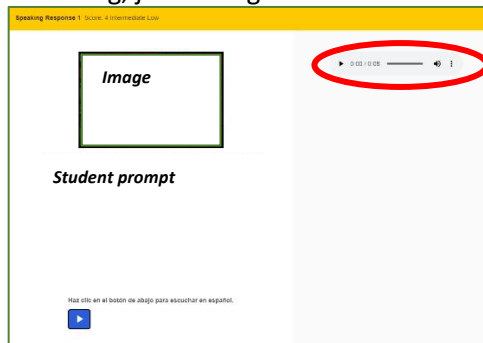 Speaking Response 1 Score: 4 Intermediate Low
Image
0:00 / 0:08
Student prompt
Haz clic en el botón de abajo para escuchar en español.